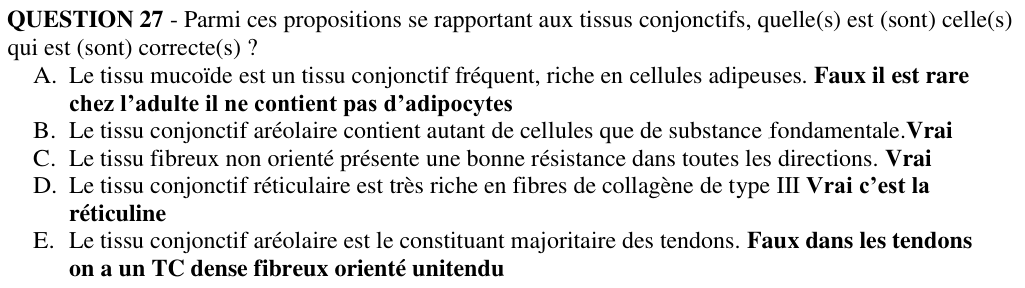 QUESTION 27 - Parmi ces propositions se rapportant aux tissus conjonctifs, quelle(s) est (sont) celle(s)
qui est (sont) correcte(s) ?
A. Le tissu mucoïde est un tissu conjonctif fréquent, riche en cellules adipeuses. Faux il est rare
chez l'adulte il ne contient pas d'adipocytes
B. Le tissu conjonctif aréolaire contient autant de cellules que de substance fondamentale.Vrai
C. Le tissu fibreux non orienté présente une bonne résistance dans toutes les directions. Vrai
D. Le tissu conjonctif réticulaire est très riche en fibres de collagène de type III Vrai c'est la
réticuline
E. Le tissu conjonctif aréolaire est le constituant majoritaire des tendons. Faux dans les tendons
on a un TC dense fibreux orienté unitendu